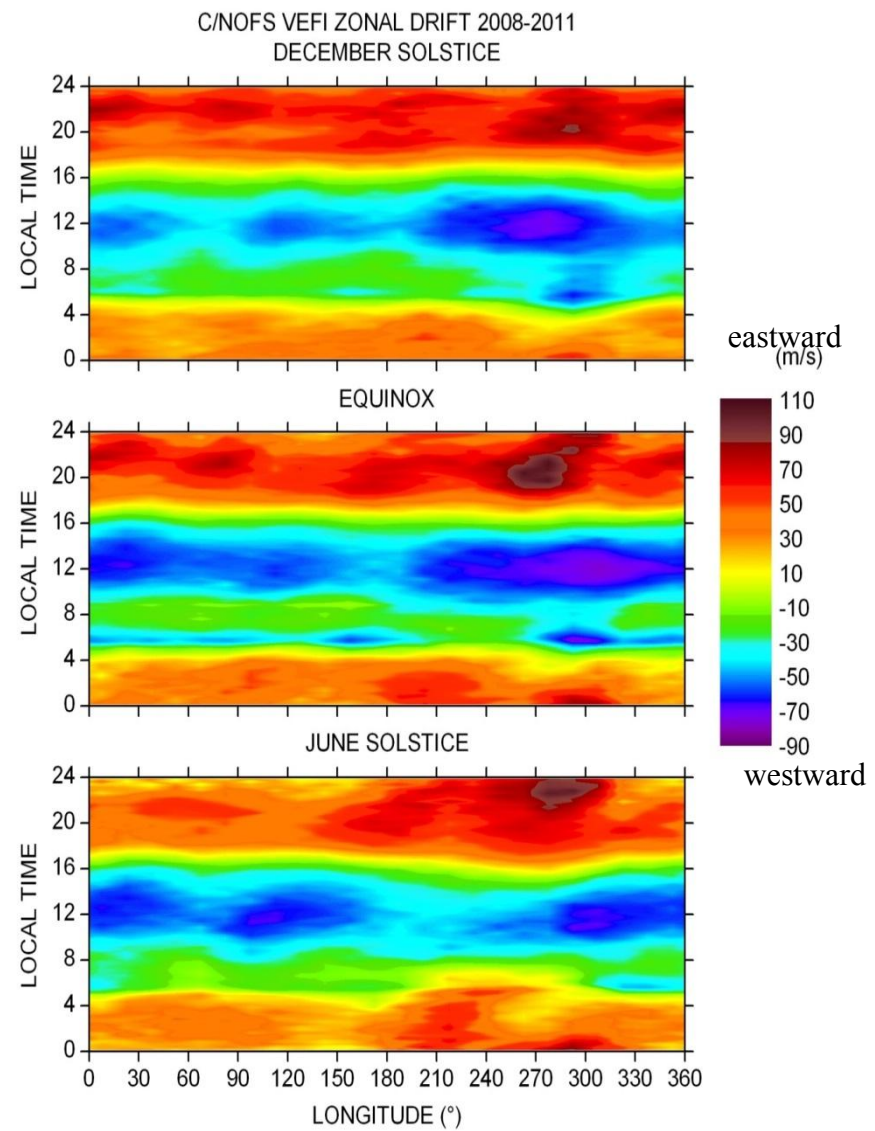 C/NOFS VEFI ZONAL DRIFT 2008-2011
DECEMBER SOLSTICE
LOCAL TIME
24
20
16
12
8
4
0
eastward
(m/s)
EQUINOX
LOCAL TIME
24
20
16
12
8
4
0
110
90
70
50
30
10
-10
-30
-50
-70
-90
westward
JUNE SOLSTICE
LOCAL TIME
24
20
16
12
8
4
0
0 30 60 90 120 150 180 210 240 270 300 330 360
LONGITUDE (°)